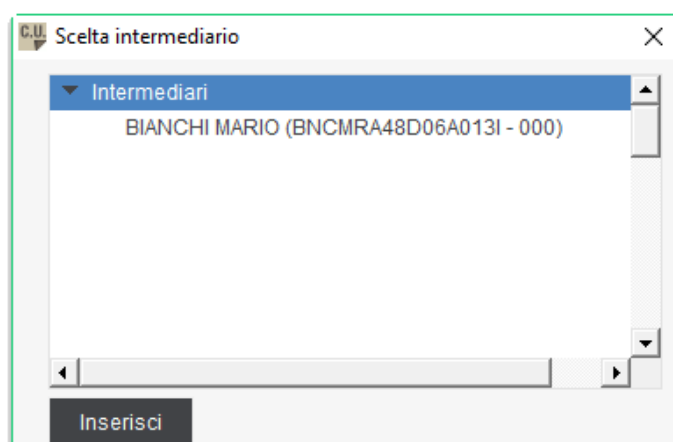 C.U. Scelta intermediario
Intermediari
BIANCHI MARIO (BNCMRA48D06A013I - 000)
Inserisci